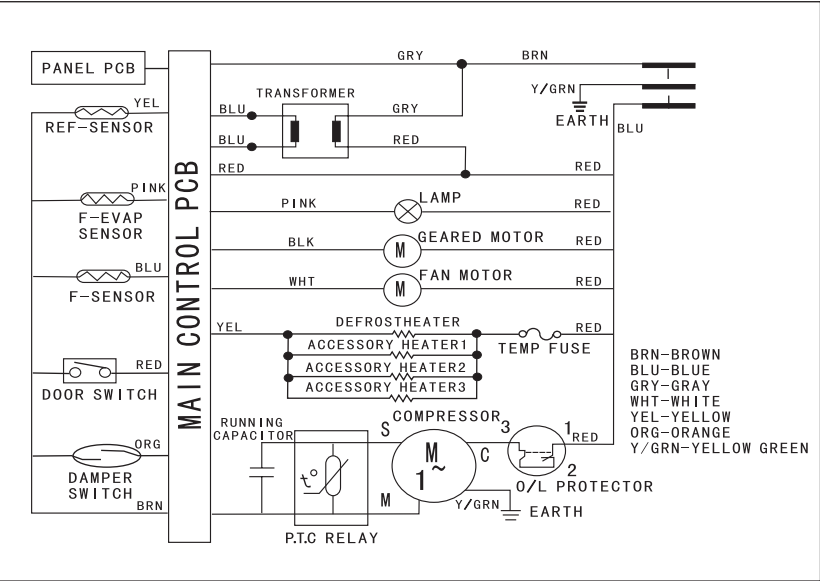 PANEL PCB
GRY
BRN
Y/GRN
EARTH
BLU
YEL
REF-SENSOR
BLU
TRANSFORMER
GRY
BLU
RED
RED
RED
PINK
F-EVAP
SENSOR
PINK
LAMP
RED
BLK
M
GEARED MOTOR
RED
BLU
F-SENSOR
WHT
M
FAN MOTOR
RED
MAIN CONTROL PCB
YEL
DEFROSTHEATER
ACCESSORY HEATER1
ACCESSORY HEATER2
ACCESSORY HEATER3
TEMP FUSE
RED
RED
DOOR SWITCH
BRN-BROWN
BLU-BLUE
GRY-GRAY
WHT-WHITE
YEL-YELLOW
ORG-ORANGE
Y/GRN-YELLOW GREEN
ORG
DAMPER
SWITCH
BRN
RUNNING
CAPACITOR
S
COMPRESSOR
3
1
RED
M
1~
C
2
O/L PROTECTOR
t°
M
Y/GRN
EARTH
P.T.C RELAY